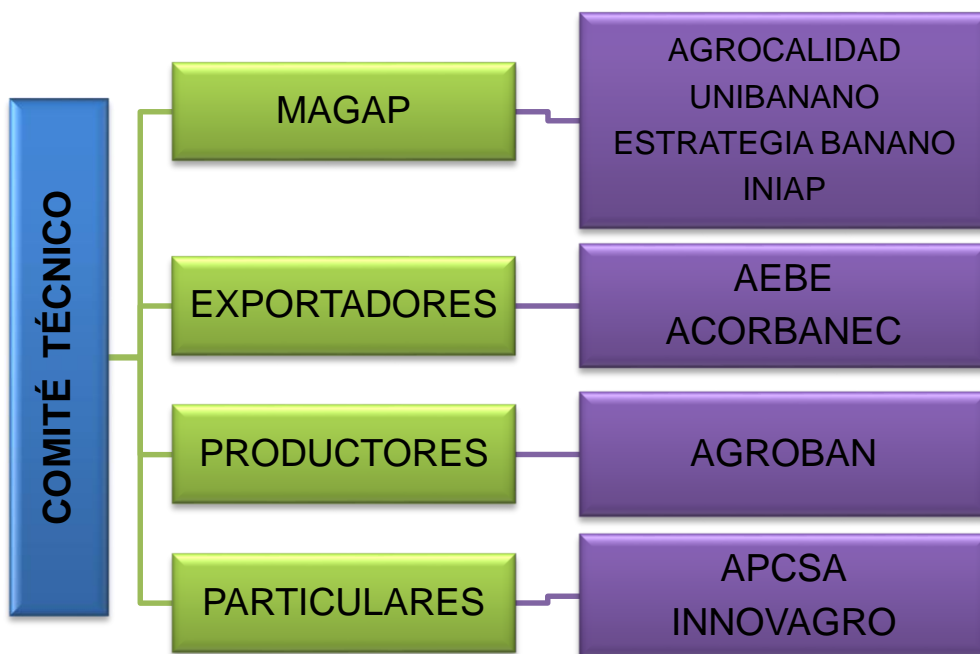 COMITÉ TÉCNICO
MAGAP
AGROCALIDAD
UNIBANANO
ESTRATEGIA BANANO
INIAP
EXPORTADORES
AEBE
ACORBANEC
PRODUCTORES
AGROBAN
PARTICULARES
APCSA
INNOVAGRO